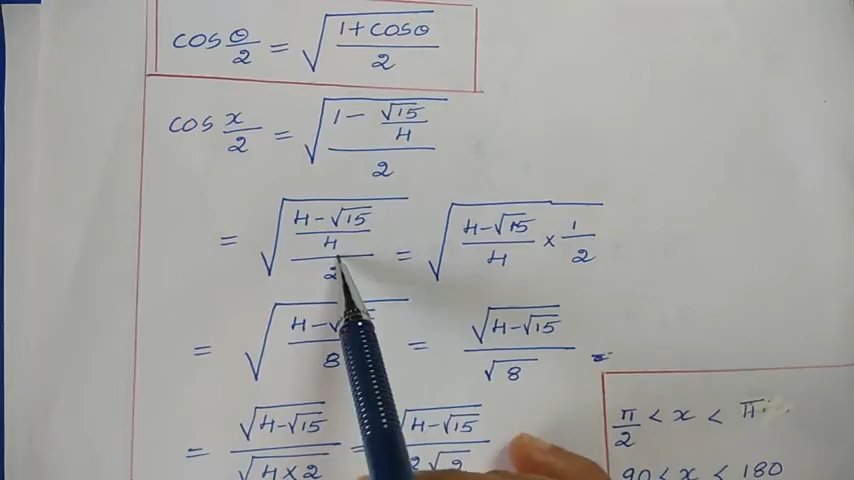 cos θ/2 = √((1+cosθ)/2)
cos x/2 = √((1 - √15/4)/2)
= √(((4-√15)/4)/2) = √((4-√15)/4 × 1/2)
= √((4-√15)/8) = √(4-√15)/√8 =
= √(4-√15)/√(4×2) = √(4-√15)/2√2
π/2 < x < π
90 < x < 180